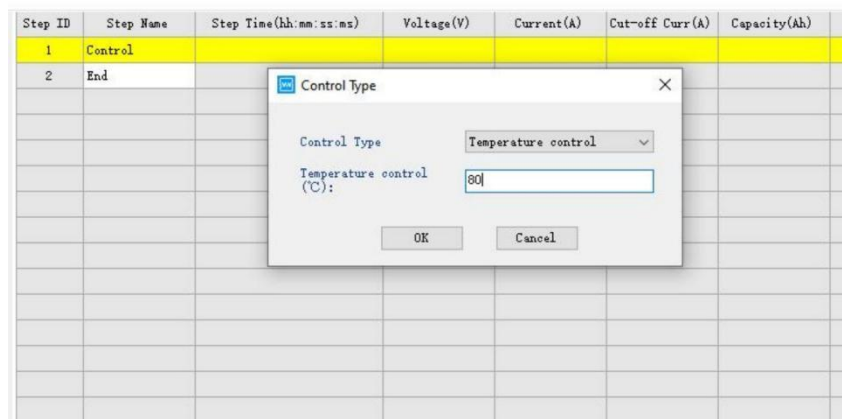 Step ID Step Name Step Time(hh:mm:ss:ms) Voltage(V) Current(A) Cut-off Curr(A) Capacity(Ah)
1 Control
2 End
Control Type
Control Type Temperature control
Temperature control
(℃): 80
OK Cancel